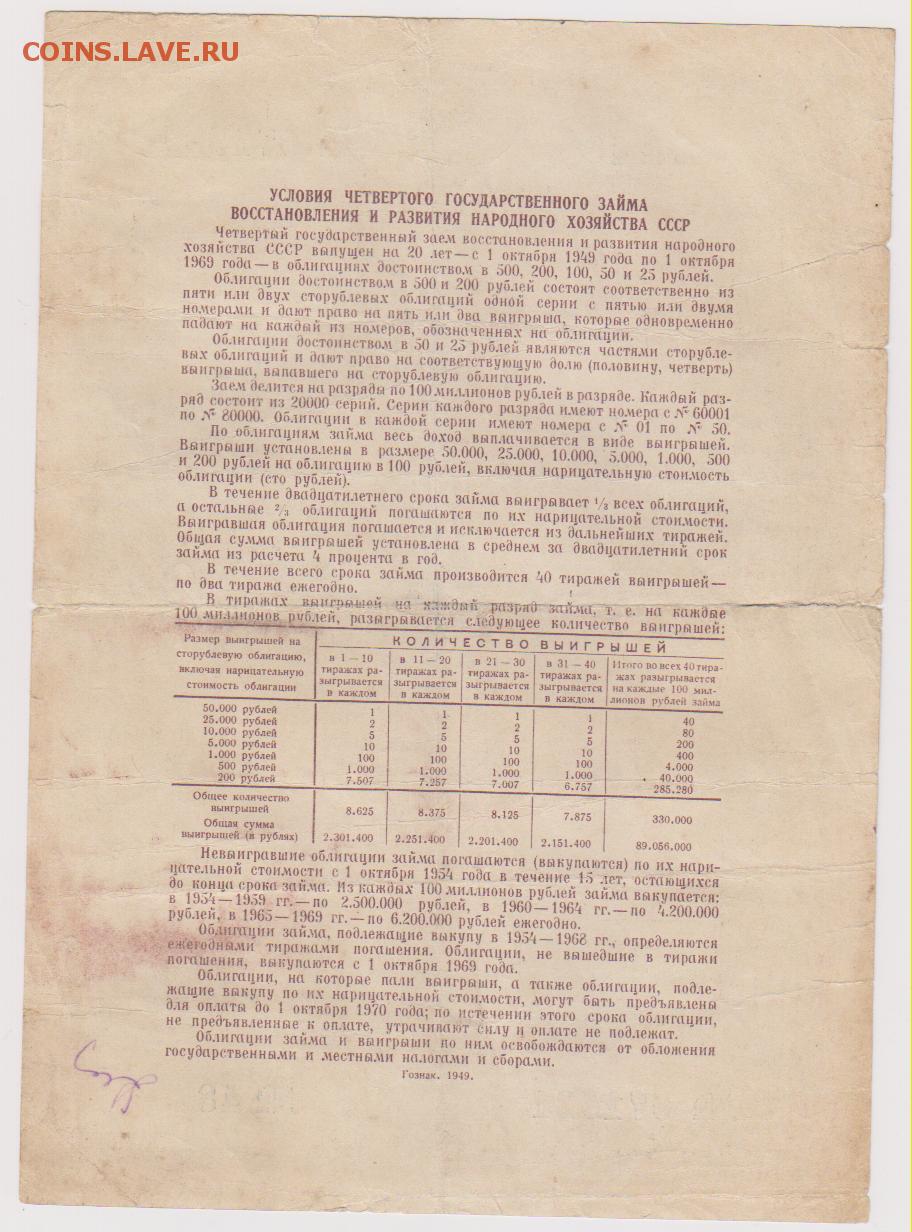 COINS.LAVE.RU
УСЛОВИЯ ЧЕТВЕРТОГО ГОСУДАРСТВЕННОГО ЗАЙМА
ВОССТАНОВЛЕНИЯ И РАЗВИТИЯ НАРОДНОГО ХОЗЯЙСТВА СССР
Четвертый государственный заем восстановления и развития народного
хозяйства СССР выпущен на 20 лет — с 1 октября 1949 года по 1 октября
1969 года — в облигациях достоинством в 500, 200, 100, 50 и 25 рублей.
Облигации достоинством в 500 и 200 рублей состоят соответственно из
пяти или двух сторублевых облигаций одной серии с пятью или двумя
номерами и дают право на пять или два выигрыша, которые одновременно
падают на каждый из номеров, обозначенных на облигации.
Облигации достоинством в 50 и 25 рублей являются частями сторубле-
вых облигаций и дают право на соответствующую долю (половину, четверть)
выигрыша, выпавшего на сторублевую облигацию.
Заем делится на разряды по 100 миллионов рублей в разряде. Каждый раз-
ряд состоит из 20000 серий. Серии каждого разряда имеют номера с № 60001
по № 80000. Облигации в каждой серии имеют номера с № 01 по № 50.
По облигациям займа весь доход выплачивается в виде выигрышей.
Выигрыши установлены в размере 50.000, 25.000, 10.000, 5.000, 1.000, 500
и 200 рублей на облигацию в 100 рублей, включая нарицательную стоимость
облигации (сто рублей).
В течение двадцатилетнего срока займа выигрывает 1/3 всех облигаций,
а остальные 2/3 облигаций погашаются по их нарицательной стоимости.
Выигравшая облигация погашается и исключается из дальнейших тиражей.
Общая сумма выигрышей установлена в среднем за двадцатилетний срок
займа из расчета 4 процента в год.
В течение всего срока займа производится 40 тиражей выигрышей —
по два тиража ежегодно.
В тиражах выигрышей на каждый разряд займа, т. е. на каждые
100 миллионов рублей, разыгрывается следующее количество выигрышей:
Размер выигрышей на
сторублевую облигацию,
включая нарицательную
стоимость облигации
КОЛИЧЕСТВО ВЫИГРЫШЕЙ
в 1 — 10 тиражах ра-зыгрывается в каждом
в 11 — 20 тиражах ра-зыгрывается в каждом
в 21 — 30 тиражах ра-зыгрывается в каждом
в 31 — 40 тиражах ра-зыгрывается в каждом
Итого во всех 40 тира-жах разыгрывается на каждые 100 мил-лионов рублей займа
50.000 рублей 1 1 1 1 40
25.000 рублей 2 2 2 2 80
10.000 рублей 5 5 5 5 200
5.000 рублей 10 10 10 10 400
1.000 рублей 100 100 100 100 4.000
500 рублей 1.000 1.000 1.000 1.000 40.000
200 рублей 7.507 7.257 7.007 6.757 285.280
Общее количество
выигрышей 8.625 8.375 8.125 7.875 330.000
Общая сумма
выигрышей (в рублях) 2.301.400 2.251.400 2.201.400 2.151.400 89.056.000
Невыигравшие облигации займа погашаются (выкупаются) по их нари-
цательной стоимости с 1 октября 1954 года в течение 15 лет, остающихся
до конца срока займа. Из каждых 100 миллионов рублей займа выкупается:
в 1954 — 1959 гг. — по 2.500.000 рублей, в 1960 — 1964 гг. — по 4.200.000
рублей, в 1965 — 1969 гг. — по 6.200.000 рублей ежегодно.
Облигации займа, подлежащие выкупу в 1954 — 1968 гг., определяются
ежегодными тиражами погашения. Облигации, не вышедшие в тиражи
погашения, выкупаются с 1 октября 1969 года.
Облигации, на которые пали выигрыши, а также облигации, подле-
жащие выкупу по их нарицательной стоимости, могут быть предъявлены
для оплаты до 1 октября 1970 года; по истечении этого срока облигации,
не предъявленные к оплате, утрачивают силу и оплате не подлежат.
Облигации займа и выигрыши по ним освобождаются от обложения
государственными и местными налогами и сборами.
Гознак. 1949.